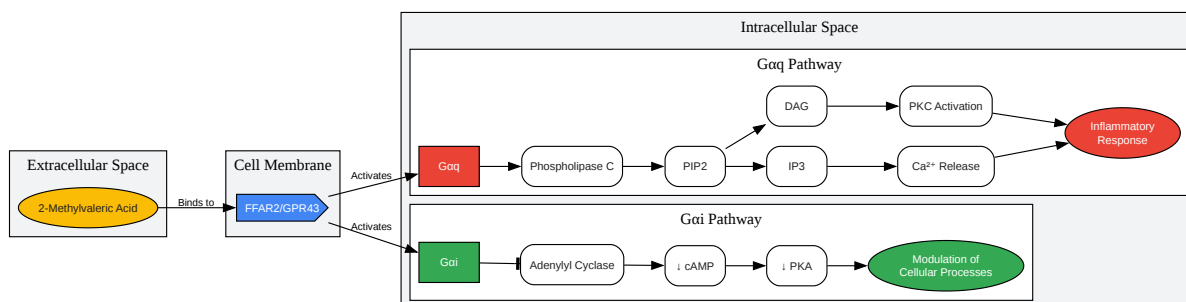 Intracellular Space
Gαq Pathway
DAG
PKC Activation
Inflammatory
Response
Extracellular Space
Cell Membrane
Activates
Gαq
Phospholipase C
PIP2
IP3
Ca²⁺ Release
2-Methylvaleric Acid
Binds to
FFAR2/GPR43
Activates
Gαi Pathway
Gαi
Adenylyl Cyclase
↓ cAMP
↓ PKA
Modulation of
Cellular Processes